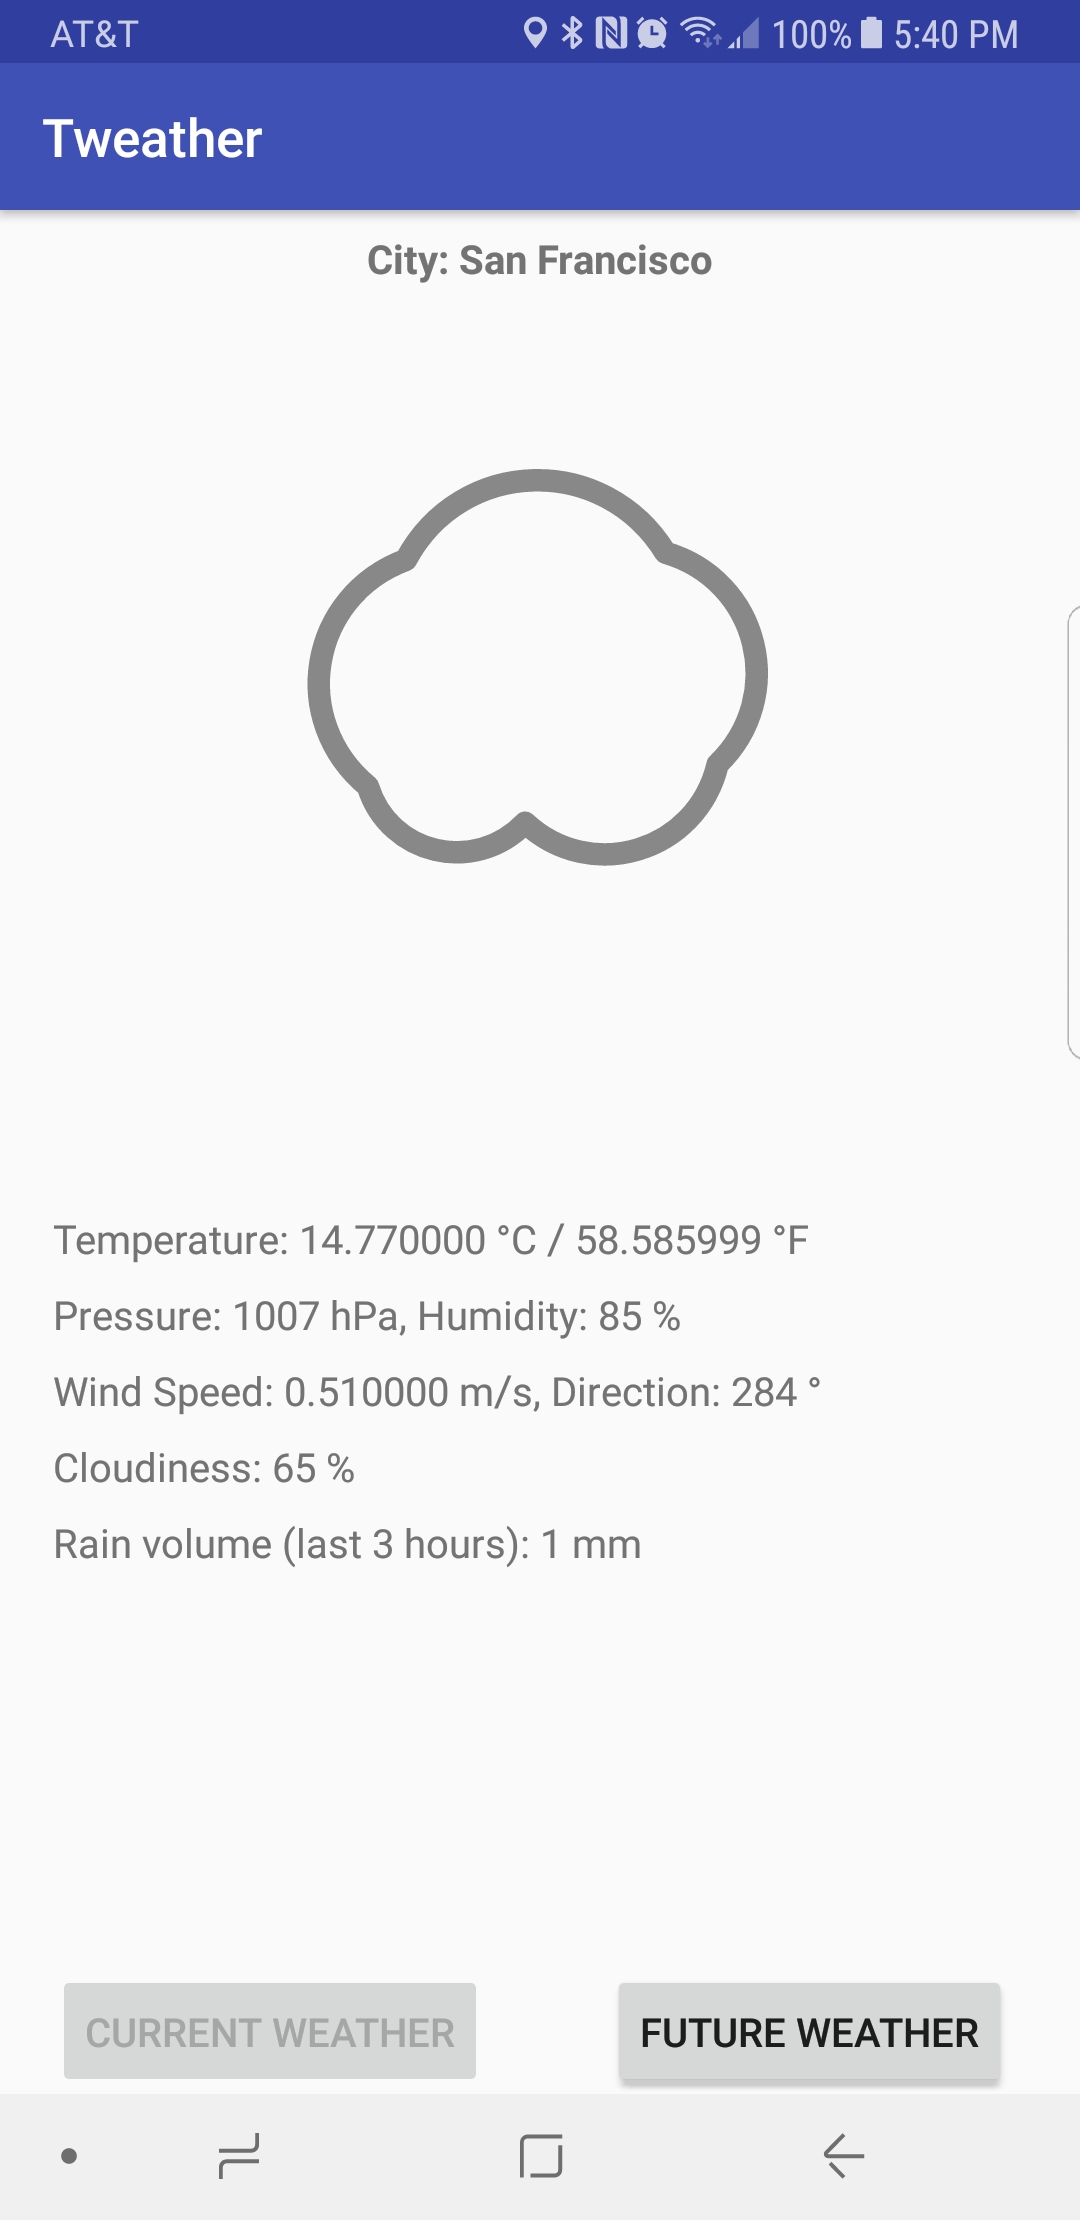 AT&T 100% 5:40 PM
Tweather
City: San Francisco
Temperature: 14.770000 °C / 58.585999 °F
Pressure: 1007 hPa, Humidity: 85 %
Wind Speed: 0.510000 m/s, Direction: 284 °
Cloudiness: 65 %
Rain volume (last 3 hours): 1 mm
CURRENT WEATHER FUTURE WEATHER